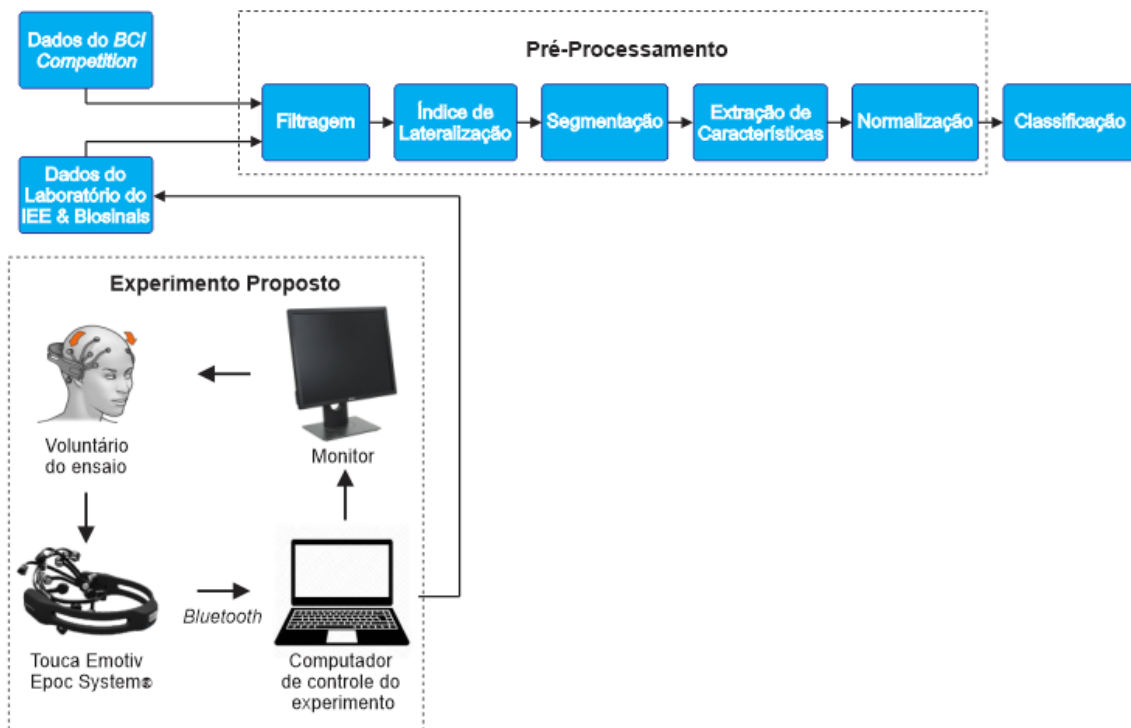 Dados do BCI
Competition
Pré-Processamento
Filtragem
Índice de
Lateralização
Segmentação
Extração de
Características
Normalização
Classificação
Dados do
Laboratório do
IEE & Biosinais
Experimento Proposto
Voluntário
do ensaio
Monitor
Bluetooth
Touca Emotiv
Epoc System®
Computador
de controle do
experimento